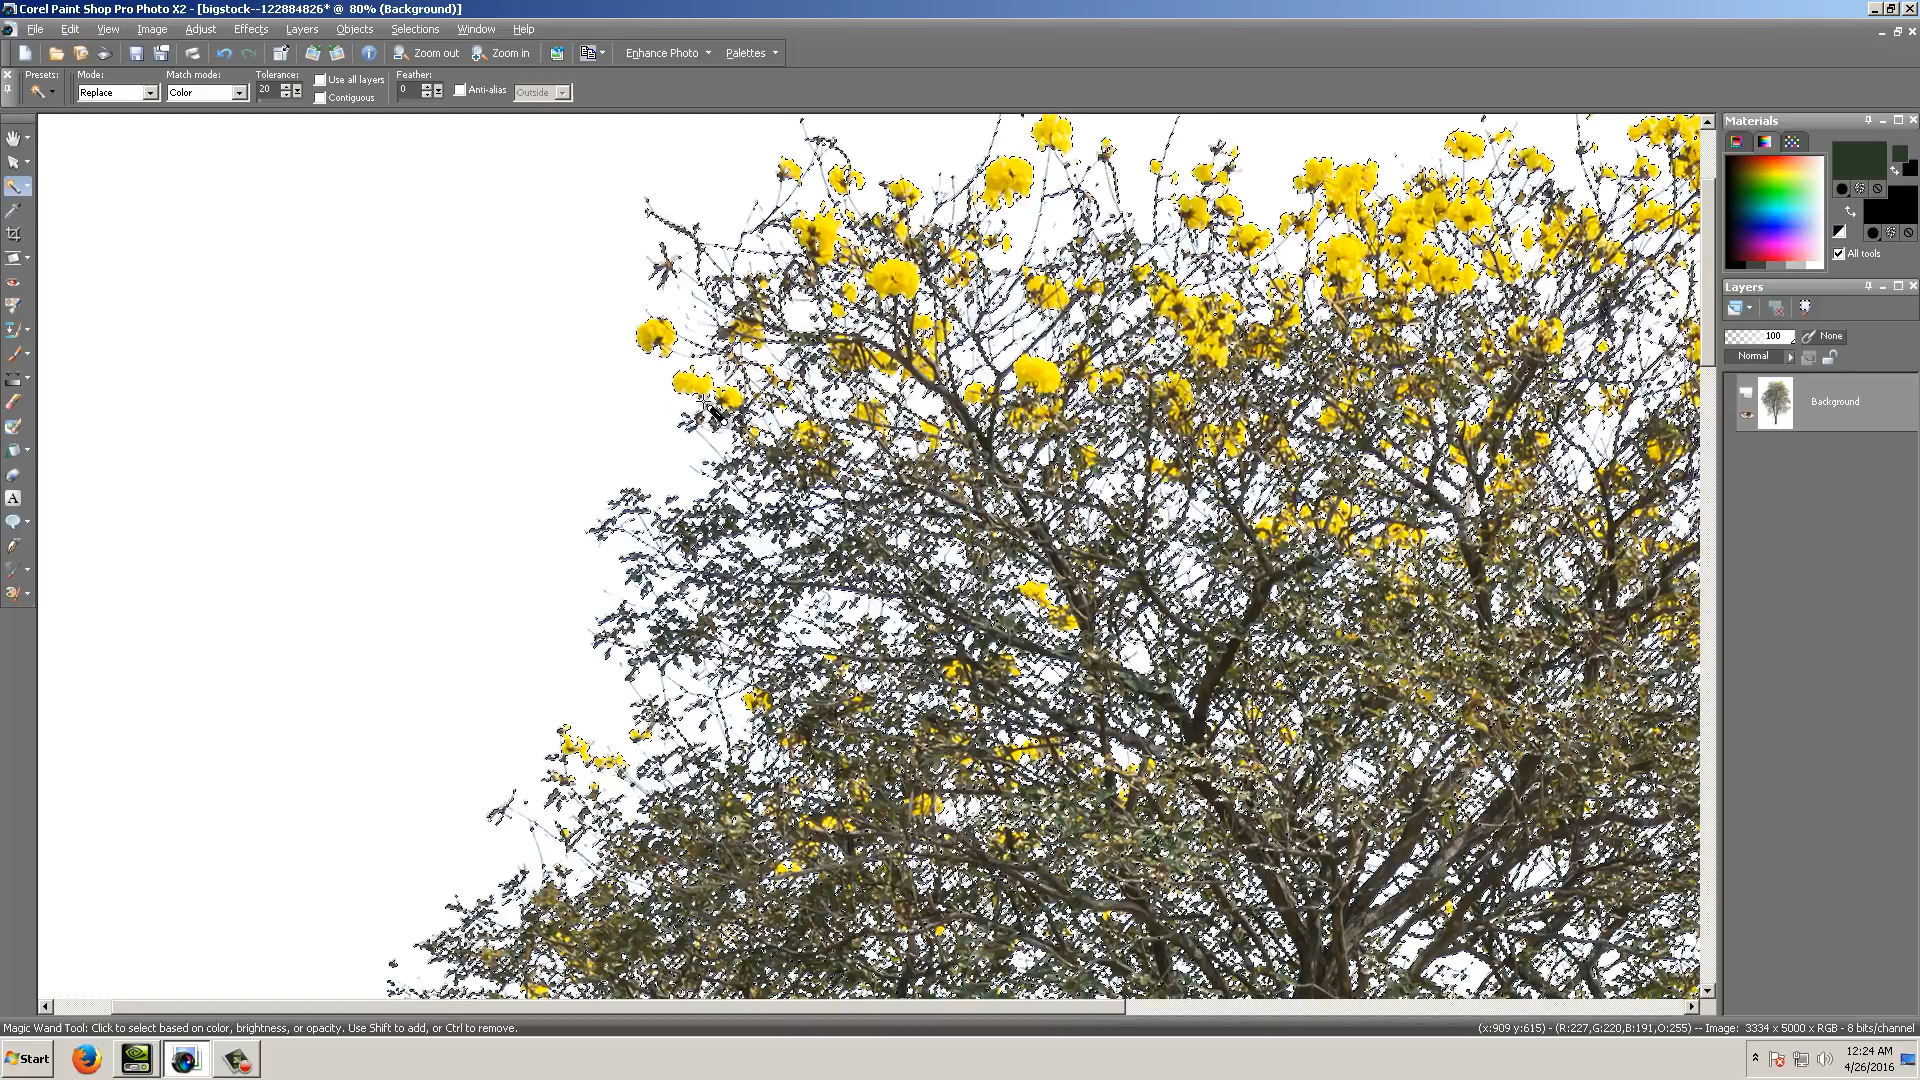 Corel Paint Shop Pro Photo X2 - [bigstock--122884826* @ 80% (Background)]
File Edit View Image Adjust Effects Layers Objects Selections Window Help
Zoom out Zoom in Enhance Photo Palettes
Presets: Mode: Match mode: Tolerance: Use all layers Feather: Anti-alias
Replace Color 20 Contiguous 0 Outside
Materials
All tools
Layers
100 None
Normal
Background
A
Magic Wand Tool: Click to select based on color, brightness, or opacity. Use Shift to add, or Ctrl to remove.
(x:909 y:615) - (R:227,G:220,B:191,O:255) -- Image: 3334 x 5000 x RGB - 8 bits/channel
Start
12:24 AM
4/26/2016